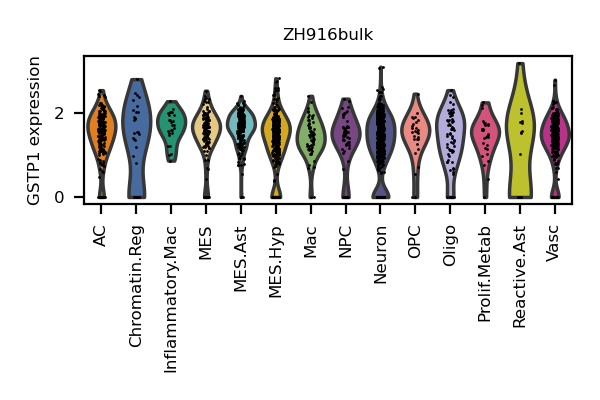 ZH916bulk
GSTP1 expression
2
0
AC
Chromatin.Reg
Inflammatory.Mac
MES
MES.Ast
MES.Hyp
Mac
NPC
Neuron
OPC
Oligo
Prolif.Metab
Reactive.Ast
Vasc